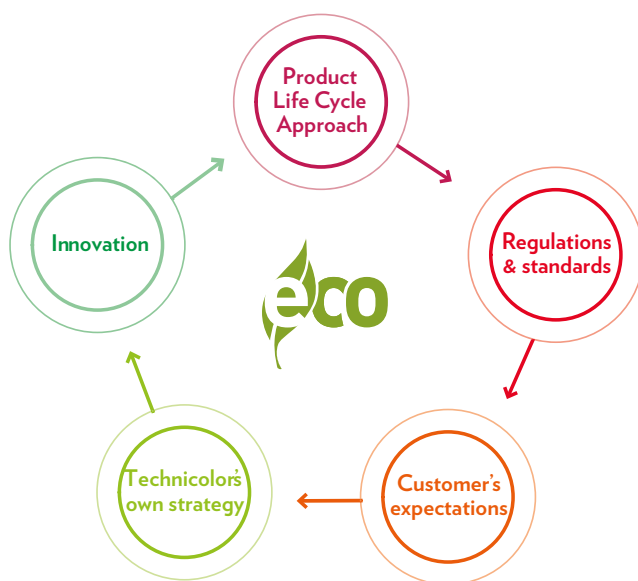 Product
Life Cycle
Approach
Regulations
& standards
Customer's
expectations
Technicolor's
own strategy
Innovation
eco